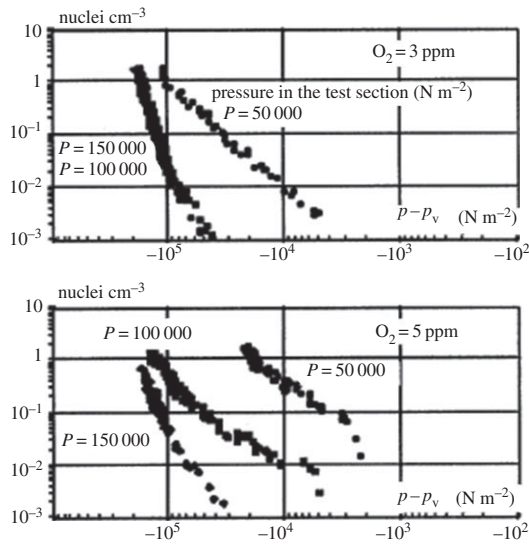 nuclei cm⁻³
10
O₂ = 3 ppm
1
pressure in the test section (N m⁻²)
P = 50 000
10⁻¹
P = 150 000
P = 100 000
10⁻²
p–pᵥ (N m⁻²)
10⁻³
–10⁵ –10⁴ –10³ –10²
nuclei cm⁻³
10
P = 100 000
O₂ = 5 ppm
1
P = 50 000
10⁻¹
P = 150 000
10⁻²
p–pᵥ (N m⁻²)
10⁻³
–10⁵ –10⁴ –10³ –10²